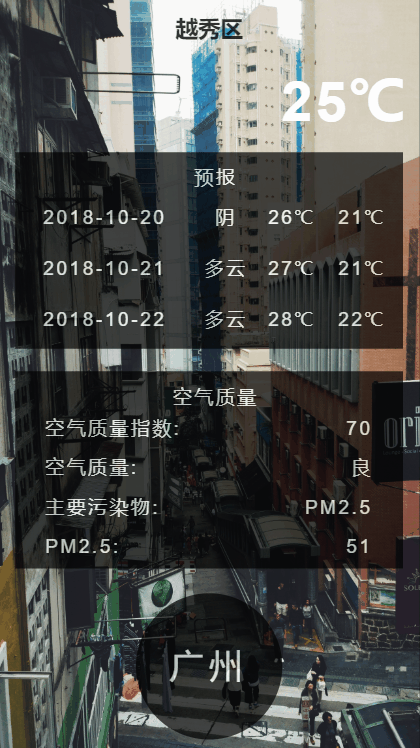 越秀区
25℃
预报
2018-10-20 阴 26℃ 21℃
2018-10-21 多云 27℃ 21℃
2018-10-22 多云 28℃ 22℃
空气质量
空气质量指数: 70
空气质量: 良
主要污染物: PM2.5
PM2.5: 51
广州